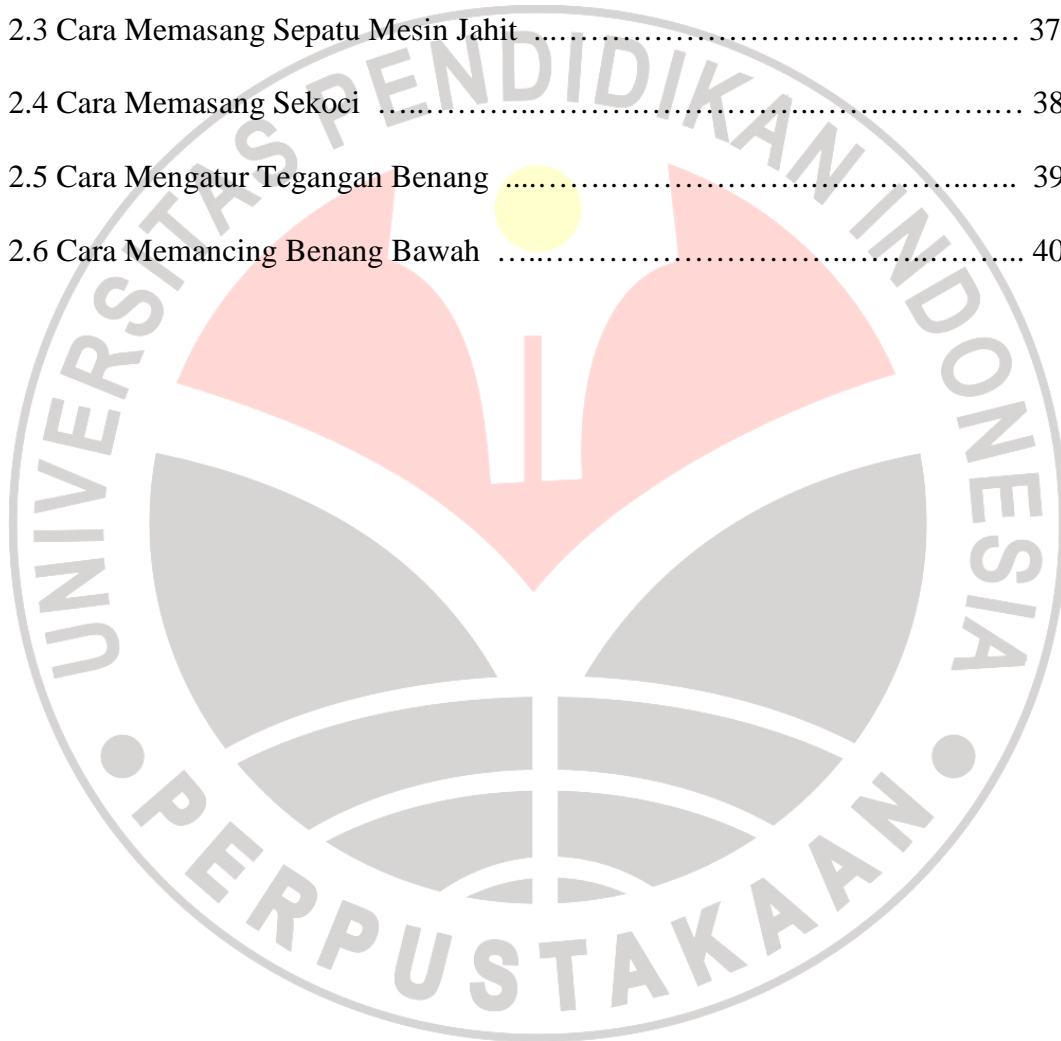 2.3 Cara Memasang Sepatu Mesin Jahit ...……………………..….…...…....… 37
2.4 Cara Memasang Sekoci …..………..……………………..….……………… 38
2.5 Cara Mengatur Tegangan Benang ....…….………………….…..………..….. 39
2.6 Cara Memancing Benang Bawah …..………………………...……..…….….. 40
UNIVERSITAS PENDIDIKAN INDONESIA
PERPUSTAKAAN